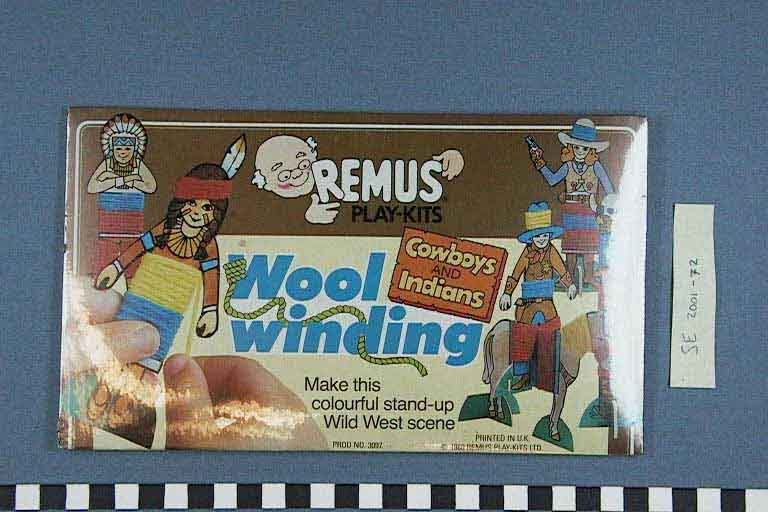 REMUS
PLAY-KITS
Cowboys
AND
Indians
Wool
winding
Make this
colourful stand-up
Wild West scene
PROD NO. 3097
PRINTED IN U.K.
REMUS PLAY-KITS LTD.
SE 2001-72